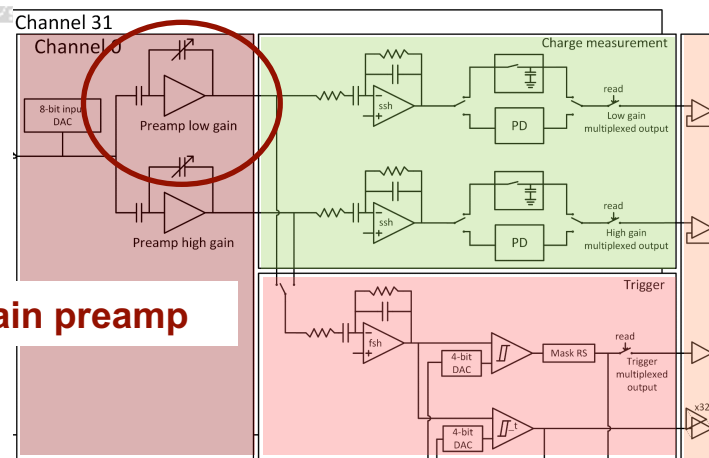 Channel 31
Channel 0
8-bit input
DAC
Preamp low gain
Preamp high gain
ain preamp
Charge measurement
ssh
PD
read
Low gain
multiplexed output
ssh
PD
read
High gain
multiplexed output
Trigger
fsh
4-bit
DAC
Mask RS
read
Trigger
multiplexed
output
4-bit
DAC
_t
x32